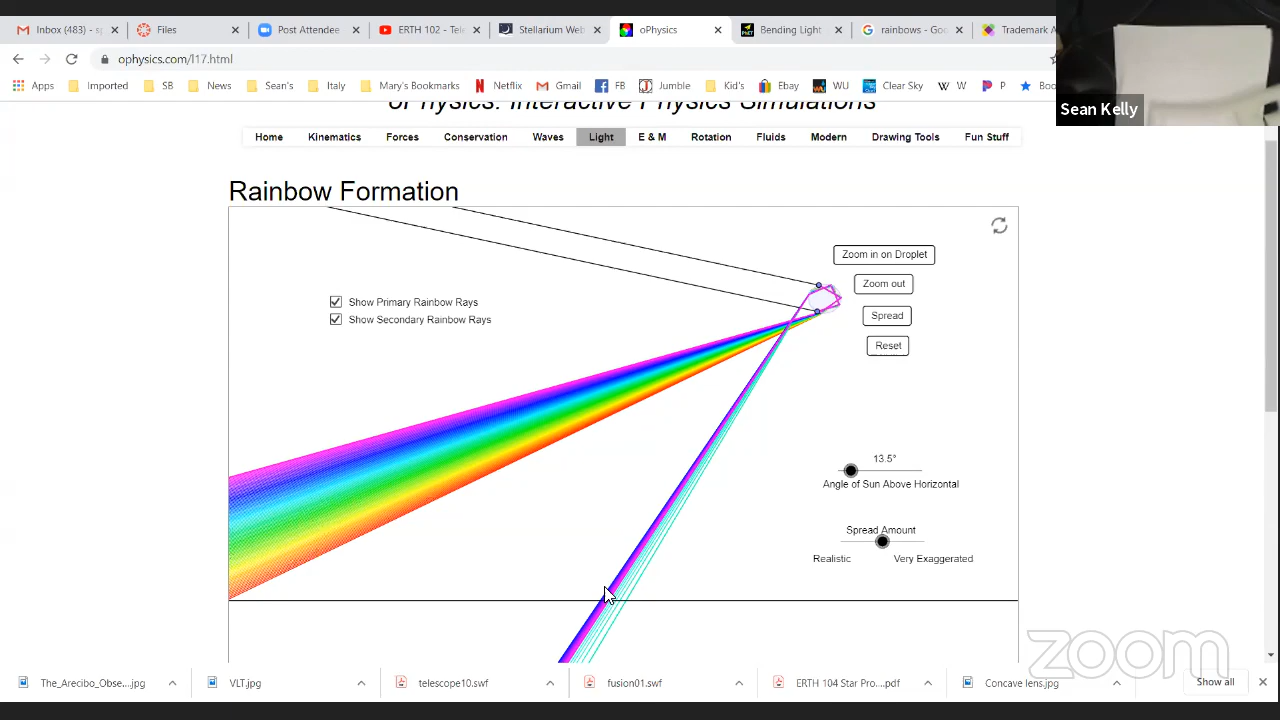 Inbox (483) - s
Files
Post Attendee
ERTH 102 - Tele
Stellarium Web
oPhysics
Bending Light
rainbows - Goo
Trademark A
ophysics.com/l17.html
Apps
Imported
SB
News
Sean's
Italy
Mary's Bookmarks
Netflix
Gmail
FB
Jumble
Kid's
Ebay
WU
Clear Sky
W
P
Boo
Sean Kelly
oPhysics: Interactive Physics Simulations
Home
Kinematics
Forces
Conservation
Waves
Light
E & M
Rotation
Fluids
Modern
Drawing Tools
Fun Stuff
Rainbow Formation
Show Primary Rainbow Rays
Show Secondary Rainbow Rays
Zoom in on Droplet
Zoom out
Spread
Reset
13.5°
Angle of Sun Above Horizontal
Spread Amount
Realistic
Very Exaggerated
zoom
The_Arecibo_Obse....jpg
VLT.jpg
telescope10.swf
fusion01.swf
ERTH 104 Star Pro....pdf
Concave lens.jpg
Show all